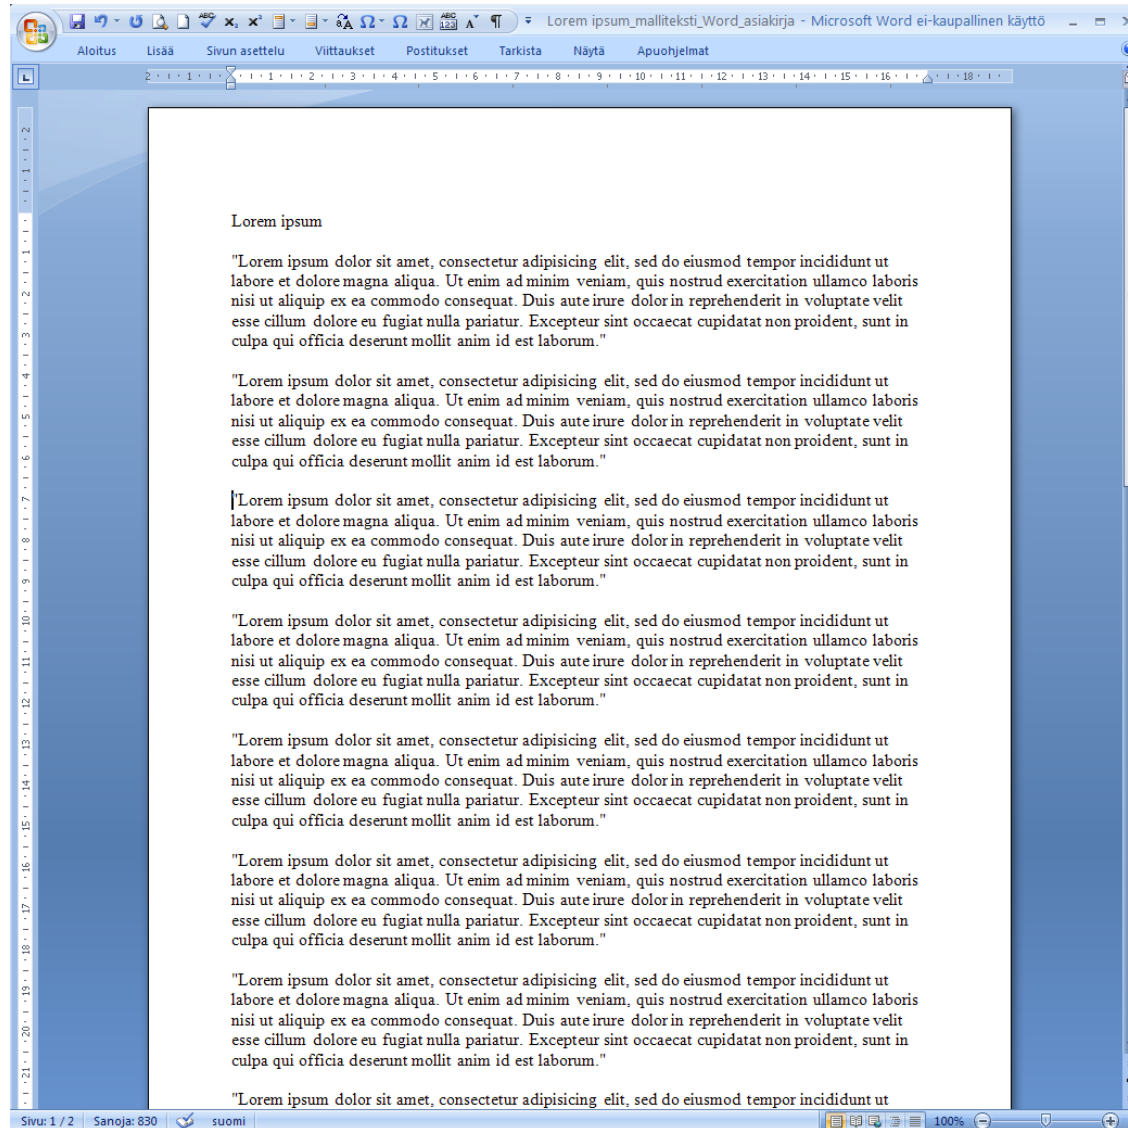 Lorem ipsum_malliteksti_Word_asiakirja - Microsoft Word ei-kaupallinen käyttö
Aloitus Lisää Sivun asettelu Viittaukset Postitukset Tarkista Näytä Apuohjelmat
2 1 1 2 3 4 5 6 7 8 9 10 11 12 13 14 15 16 18
Lorem ipsum
"Lorem ipsum dolor sit amet, consectetur adipisicing elit, sed do eiusmod tempor incididunt ut
labore et dolore magna aliqua. Ut enim ad minim veniam, quis nostrud exercitation ullamco laboris
nisi ut aliquip ex ea commodo consequat. Duis aute irure dolor in reprehenderit in voluptate velit
esse cillum dolore eu fugiat nulla pariatur. Excepteur sint occaecat cupidatat non proident, sunt in
culpa qui officia deserunt mollit anim id est laborum."
"Lorem ipsum dolor sit amet, consectetur adipisicing elit, sed do eiusmod tempor incididunt ut
labore et dolore magna aliqua. Ut enim ad minim veniam, quis nostrud exercitation ullamco laboris
nisi ut aliquip ex ea commodo consequat. Duis aute irure dolor in reprehenderit in voluptate velit
esse cillum dolore eu fugiat nulla pariatur. Excepteur sint occaecat cupidatat non proident, sunt in
culpa qui officia deserunt mollit anim id est laborum."
"Lorem ipsum dolor sit amet, consectetur adipisicing elit, sed do eiusmod tempor incididunt ut
labore et dolore magna aliqua. Ut enim ad minim veniam, quis nostrud exercitation ullamco laboris
nisi ut aliquip ex ea commodo consequat. Duis aute irure dolor in reprehenderit in voluptate velit
esse cillum dolore eu fugiat nulla pariatur. Excepteur sint occaecat cupidatat non proident, sunt in
culpa qui officia deserunt mollit anim id est laborum."
"Lorem ipsum dolor sit amet, consectetur adipisicing elit, sed do eiusmod tempor incididunt ut
labore et dolore magna aliqua. Ut enim ad minim veniam, quis nostrud exercitation ullamco laboris
nisi ut aliquip ex ea commodo consequat. Duis aute irure dolor in reprehenderit in voluptate velit
esse cillum dolore eu fugiat nulla pariatur. Excepteur sint occaecat cupidatat non proident, sunt in
culpa qui officia deserunt mollit anim id est laborum."
"Lorem ipsum dolor sit amet, consectetur adipisicing elit, sed do eiusmod tempor incididunt ut
labore et dolore magna aliqua. Ut enim ad minim veniam, quis nostrud exercitation ullamco laboris
nisi ut aliquip ex ea commodo consequat. Duis aute irure dolor in reprehenderit in voluptate velit
esse cillum dolore eu fugiat nulla pariatur. Excepteur sint occaecat cupidatat non proident, sunt in
culpa qui officia deserunt mollit anim id est laborum."
"Lorem ipsum dolor sit amet, consectetur adipisicing elit, sed do eiusmod tempor incididunt ut
labore et dolore magna aliqua. Ut enim ad minim veniam, quis nostrud exercitation ullamco laboris
nisi ut aliquip ex ea commodo consequat. Duis aute irure dolor in reprehenderit in voluptate velit
esse cillum dolore eu fugiat nulla pariatur. Excepteur sint occaecat cupidatat non proident, sunt in
culpa qui officia deserunt mollit anim id est laborum."
"Lorem ipsum dolor sit amet, consectetur adipisicing elit, sed do eiusmod tempor incididunt ut
labore et dolore magna aliqua. Ut enim ad minim veniam, quis nostrud exercitation ullamco laboris
nisi ut aliquip ex ea commodo consequat. Duis aute irure dolor in reprehenderit in voluptate velit
esse cillum dolore eu fugiat nulla pariatur. Excepteur sint occaecat cupidatat non proident, sunt in
culpa qui officia deserunt mollit anim id est laborum."
"Lorem ipsum dolor sit amet, consectetur adipisicing elit, sed do eiusmod tempor incididunt ut
Sivu: 1 / 2 Sanoja: 830 suomi 100%